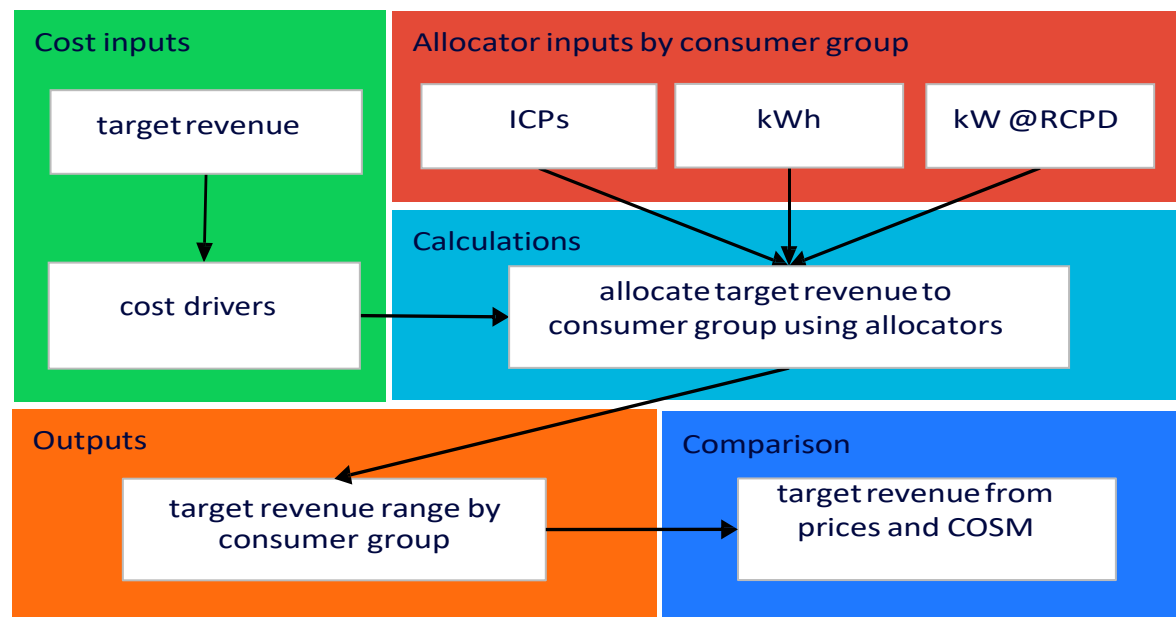 Cost inputs
target revenue
cost drivers
Allocator inputs by consumer group
ICPs
kWh
kW @RCPD
Calculations
allocate target revenue to
consumer group using allocators
Outputs
target revenue range by
consumer group
Comparison
target revenue from
prices and COSM